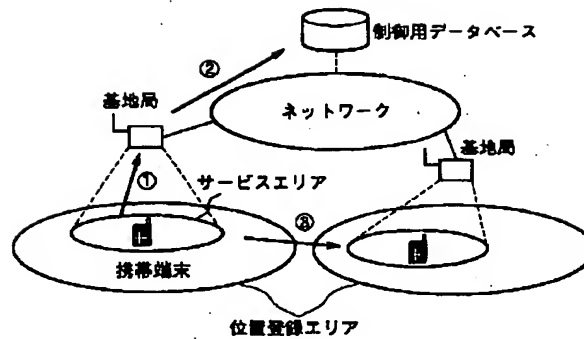 制御用データベース
②
基地局
ネットワーク
基地局
①
サービスエリア
③
携帯端末
位置登録エリア